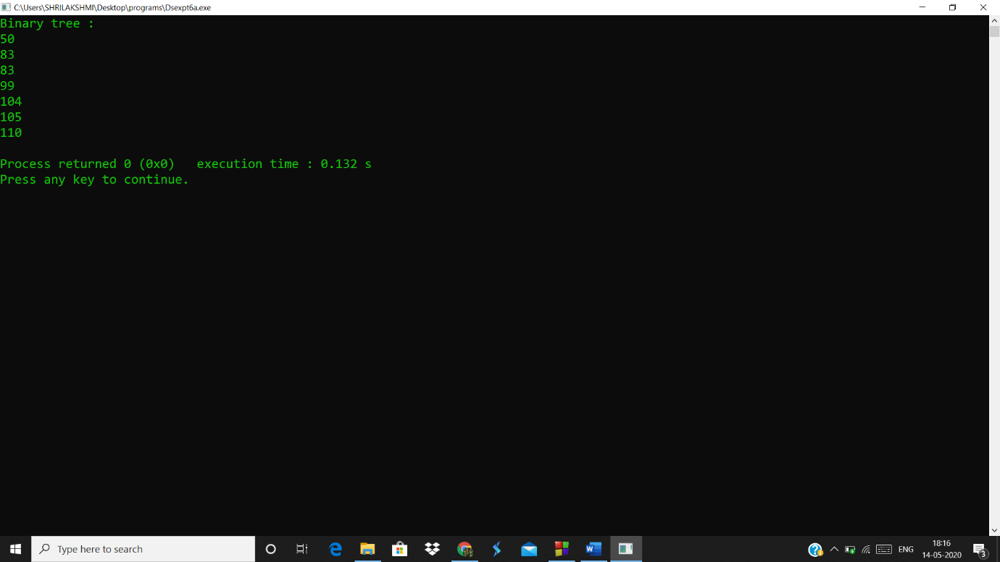 C:\Users\SHRILAKSHMI\Desktop\programs\Dsexpt6a.exe
Binary tree :
50
83
83
99
104
105
110
Process returned 0 (0x0)   execution time : 0.132 s
Press any key to continue.
Type here to search
ENG
18:16
14-05-2020
3